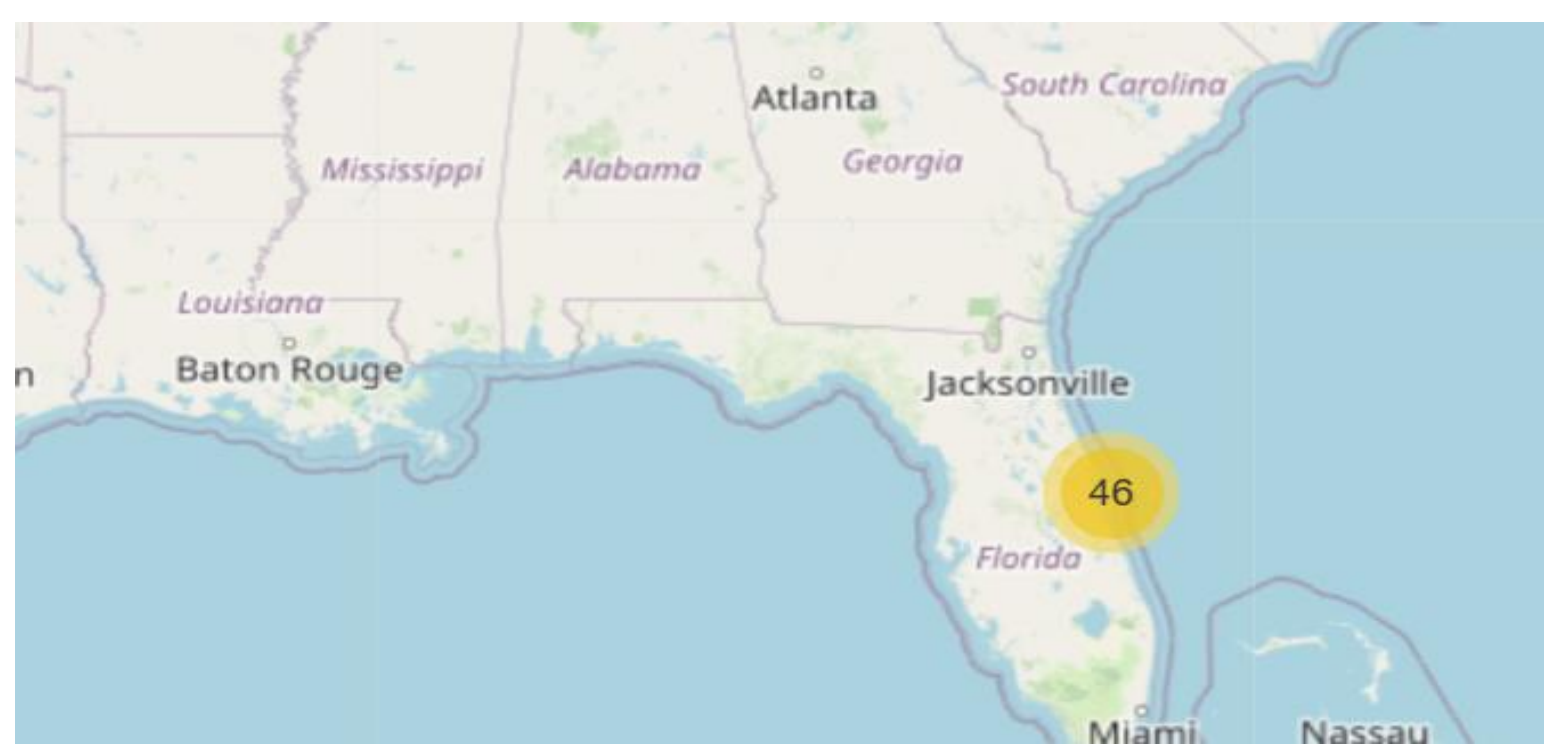 South Carolina
Atlanta
Mississippi
Alabama
Georgia
Louisiana
Baton Rouge
n
Jacksonville
46
Florida
Miami
Nassau